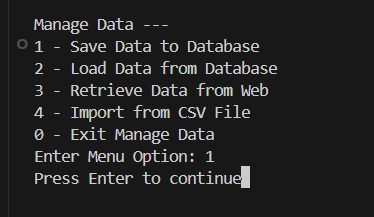 Manage Data ---
1 - Save Data to Database
2 - Load Data from Database
3 - Retrieve Data from Web
4 - Import from CSV File
0 - Exit Manage Data
Enter Menu Option: 1
Press Enter to continue